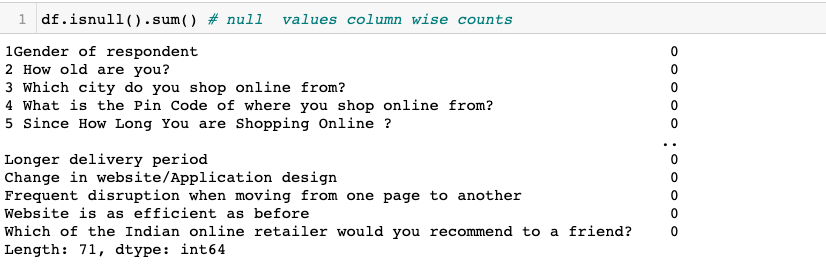 1 df.isnull().sum() # null  values column wise counts
1Gender of respondent 0
2 How old are you? 0
3 Which city do you shop online from? 0
4 What is the Pin Code of where you shop online from? 0
5 Since How Long You are Shopping Online ? 0
..
Longer delivery period 0
Change in website/Application design 0
Frequent disruption when moving from one page to another 0
Website is as efficient as before 0
Which of the Indian online retailer would you recommend to a friend? 0
Length: 71, dtype: int64